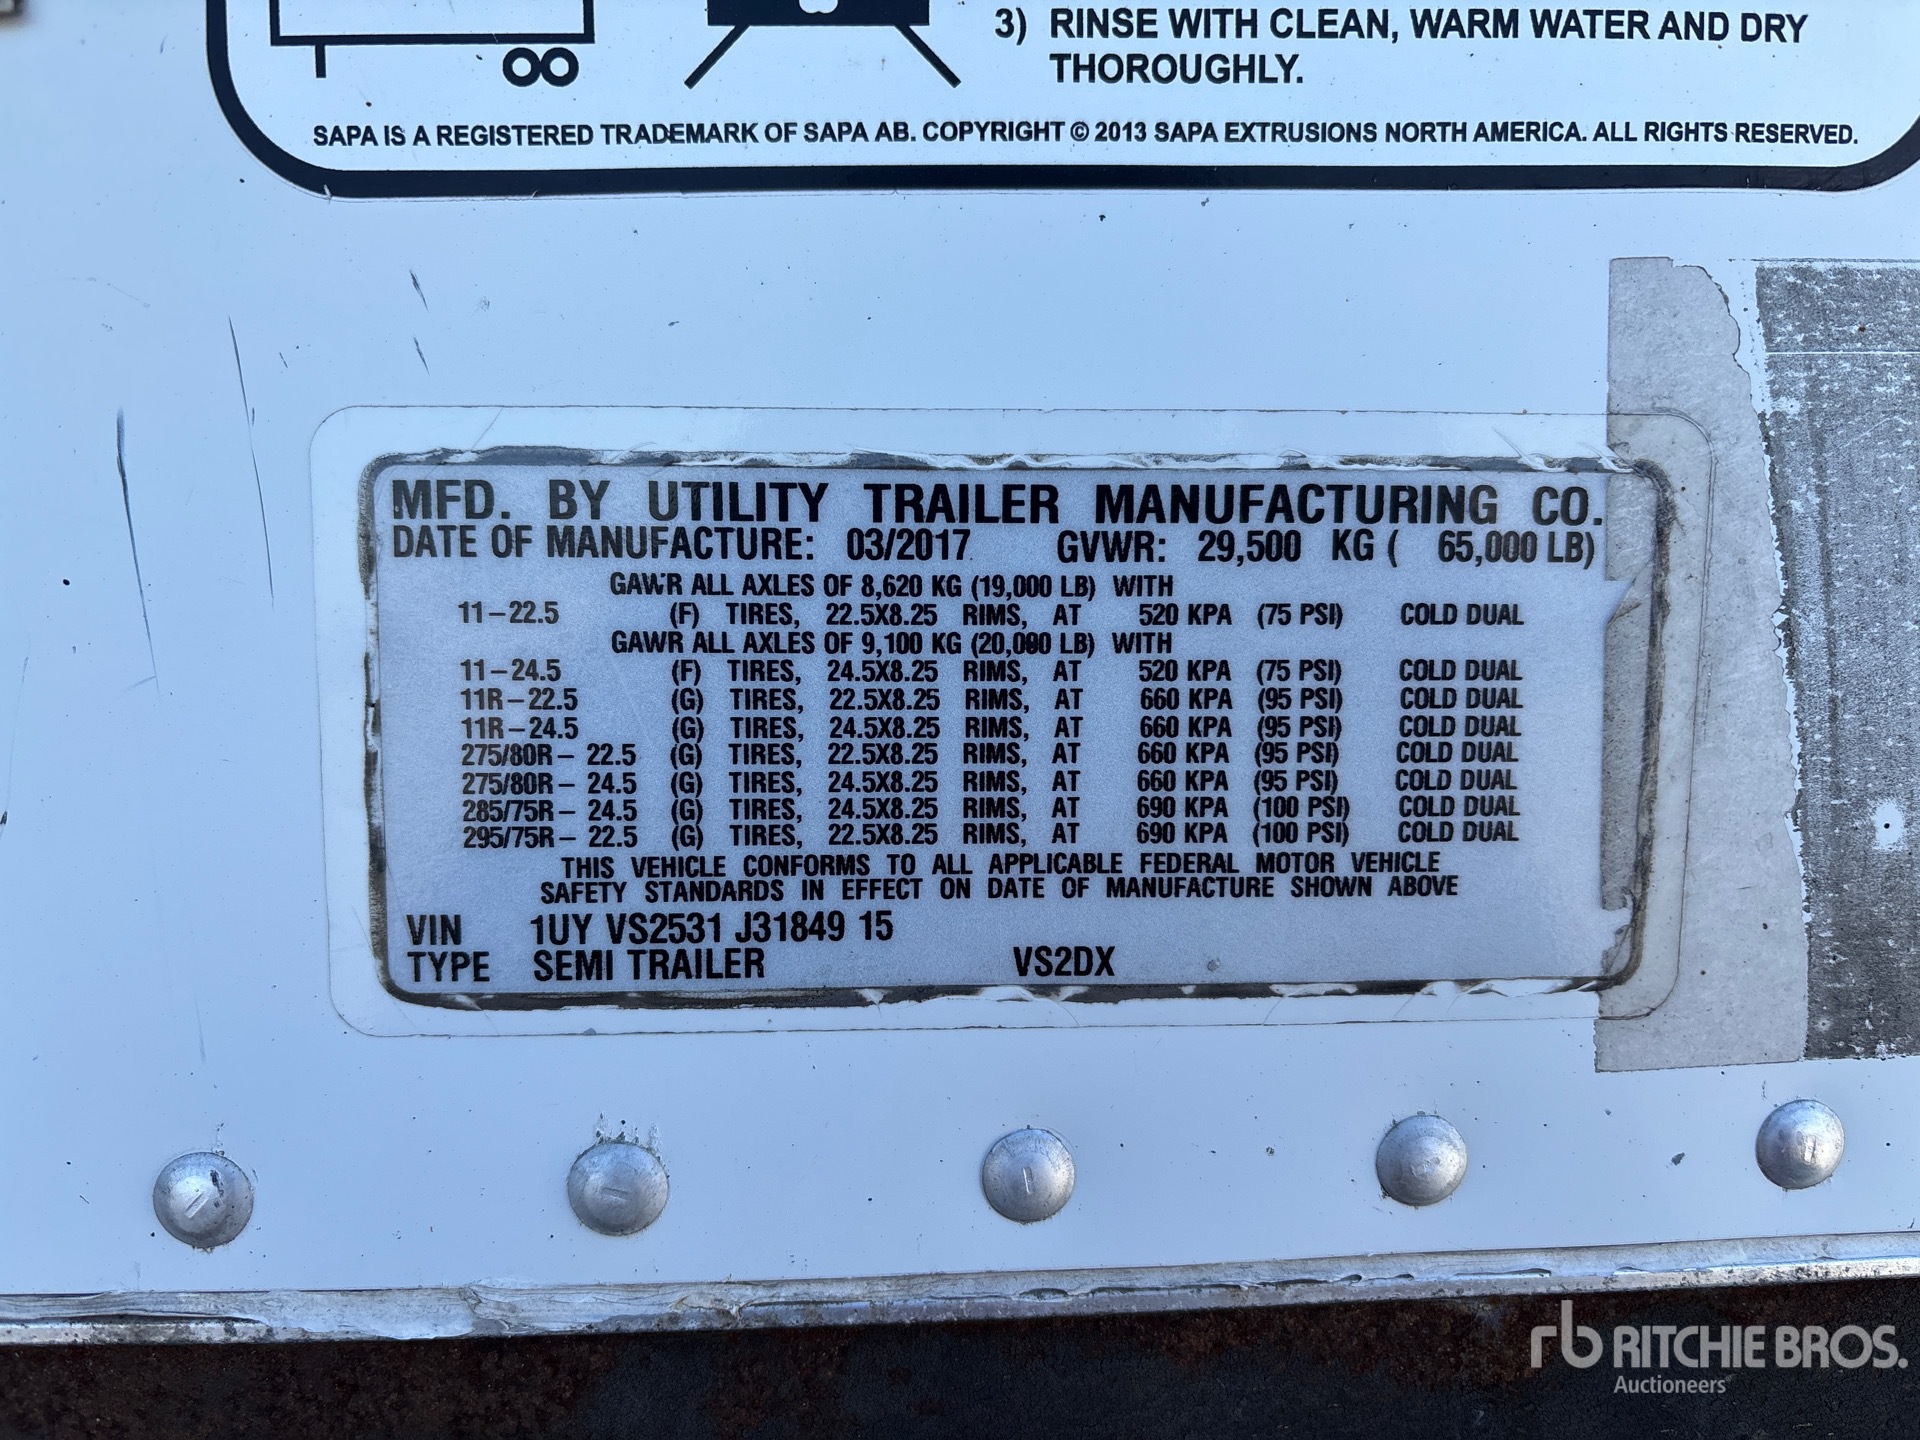 3) RINSE WITH CLEAN, WARM WATER AND DRY
THOROUGHLY.
SAPA IS A REGISTERED TRADEMARK OF SAPA AB. COPYRIGHT © 2013 SAPA EXTRUSIONS NORTH AMERICA. ALL RIGHTS RESERVED.
MFD. BY UTILITY TRAILER MANUFACTURING CO.
DATE OF MANUFACTURE: 03/2017 GVWR: 29,500 KG ( 65,000 LB)
GAWR ALL AXLES OF 8,620 KG (19,000 LB) WITH
11-22.5 (F) TIRES, 22.5X8.25 RIMS, AT 520 KPA (75 PSI) COLD DUAL
GAWR ALL AXLES OF 9,100 KG (20,000 LB) WITH
11-24.5 (F) TIRES, 24.5X8.25 RIMS, AT 520 KPA (75 PSI) COLD DUAL
11R-22.5 (G) TIRES, 22.5X8.25 RIMS, AT 660 KPA (95 PSI) COLD DUAL
11R-24.5 (G) TIRES, 24.5X8.25 RIMS, AT 660 KPA (95 PSI) COLD DUAL
275/80R- 22.5 (G) TIRES, 22.5X8.25 RIMS, AT 660 KPA (95 PSI) COLD DUAL
275/80R- 24.5 (G) TIRES, 24.5X8.25 RIMS, AT 660 KPA (95 PSI) COLD DUAL
285/75R- 24.5 (G) TIRES, 24.5X8.25 RIMS, AT 690 KPA (100 PSI) COLD DUAL
295/75R- 22.5 (G) TIRES, 22.5X8.25 RIMS, AT 690 KPA (100 PSI) COLD DUAL
THIS VEHICLE CONFORMS TO ALL APPLICABLE FEDERAL MOTOR VEHICLE
SAFETY STANDARDS IN EFFECT ON DATE OF MANUFACTURE SHOWN ABOVE
VIN 1UY VS2531 J31849 15
TYPE SEMI TRAILER VS2DX
rb RITCHIE BROS.
Auctioneers